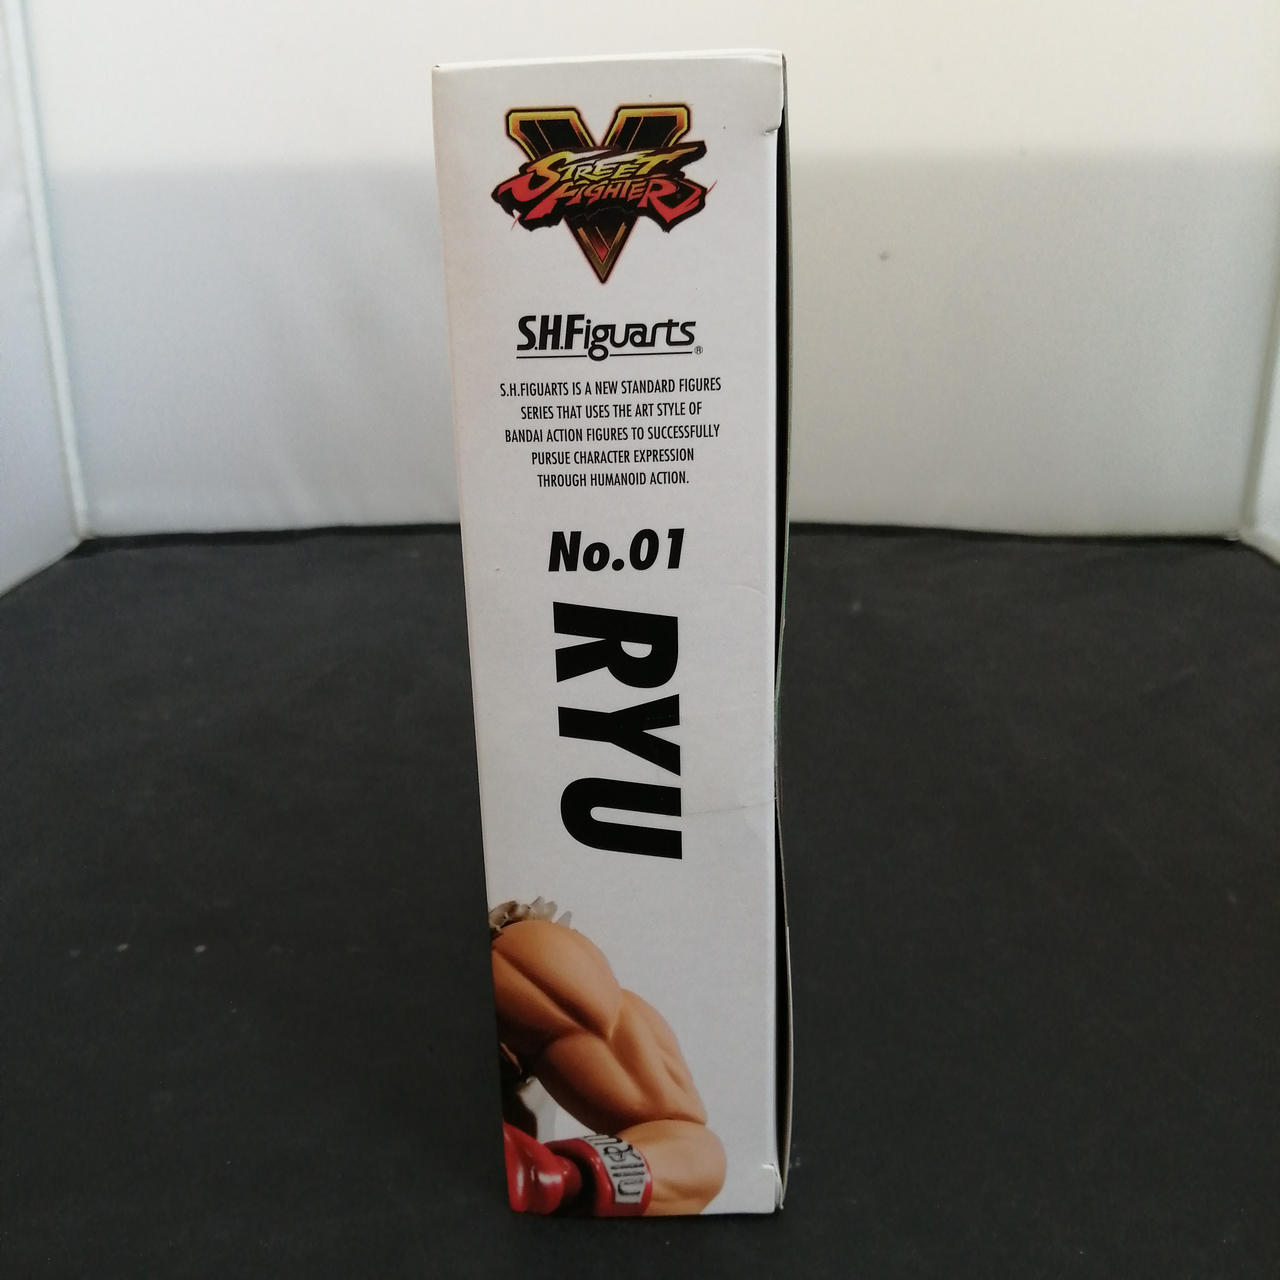 V
STREET
FIGHTER
S.H.Figuarts®
S.H.FIGUARTS IS A NEW STANDARD FIGURES
SERIES THAT USES THE ART STYLE OF
BANDAI ACTION FIGURES TO SUCCESSFULLY
PURSUE CHARACTER EXPRESSION
THROUGH HUMANOID ACTION.
No.01
RYU